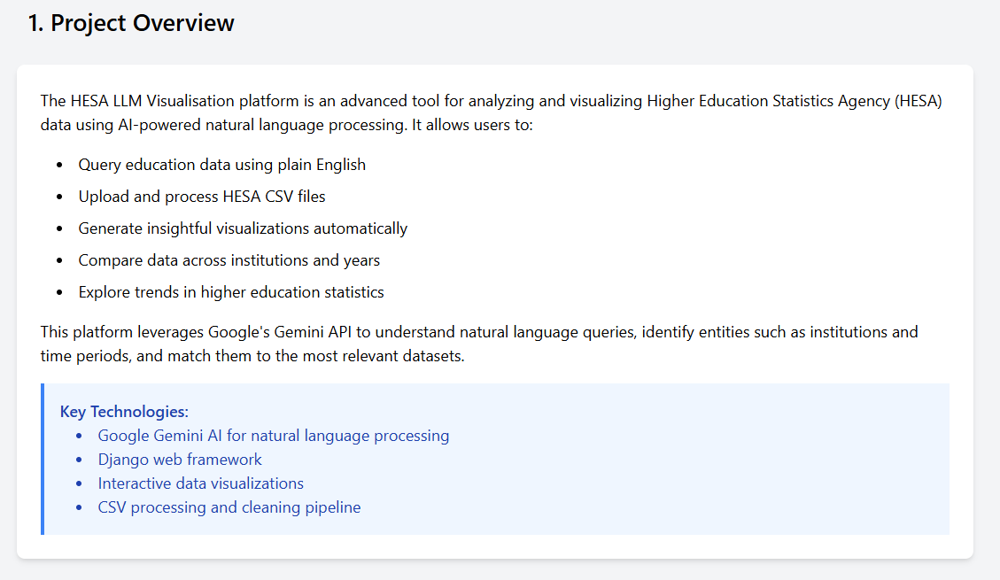 1. Project Overview
The HESA LLM Visualisation platform is an advanced tool for analyzing and visualizing Higher Education Statistics Agency (HESA)
data using AI-powered natural language processing. It allows users to:
• Query education data using plain English
• Upload and process HESA CSV files
• Generate insightful visualizations automatically
• Compare data across institutions and years
• Explore trends in higher education statistics
This platform leverages Google's Gemini API to understand natural language queries, identify entities such as institutions and
time periods, and match them to the most relevant datasets.
Key Technologies:
• Google Gemini AI for natural language processing
• Django web framework
• Interactive data visualizations
• CSV processing and cleaning pipeline